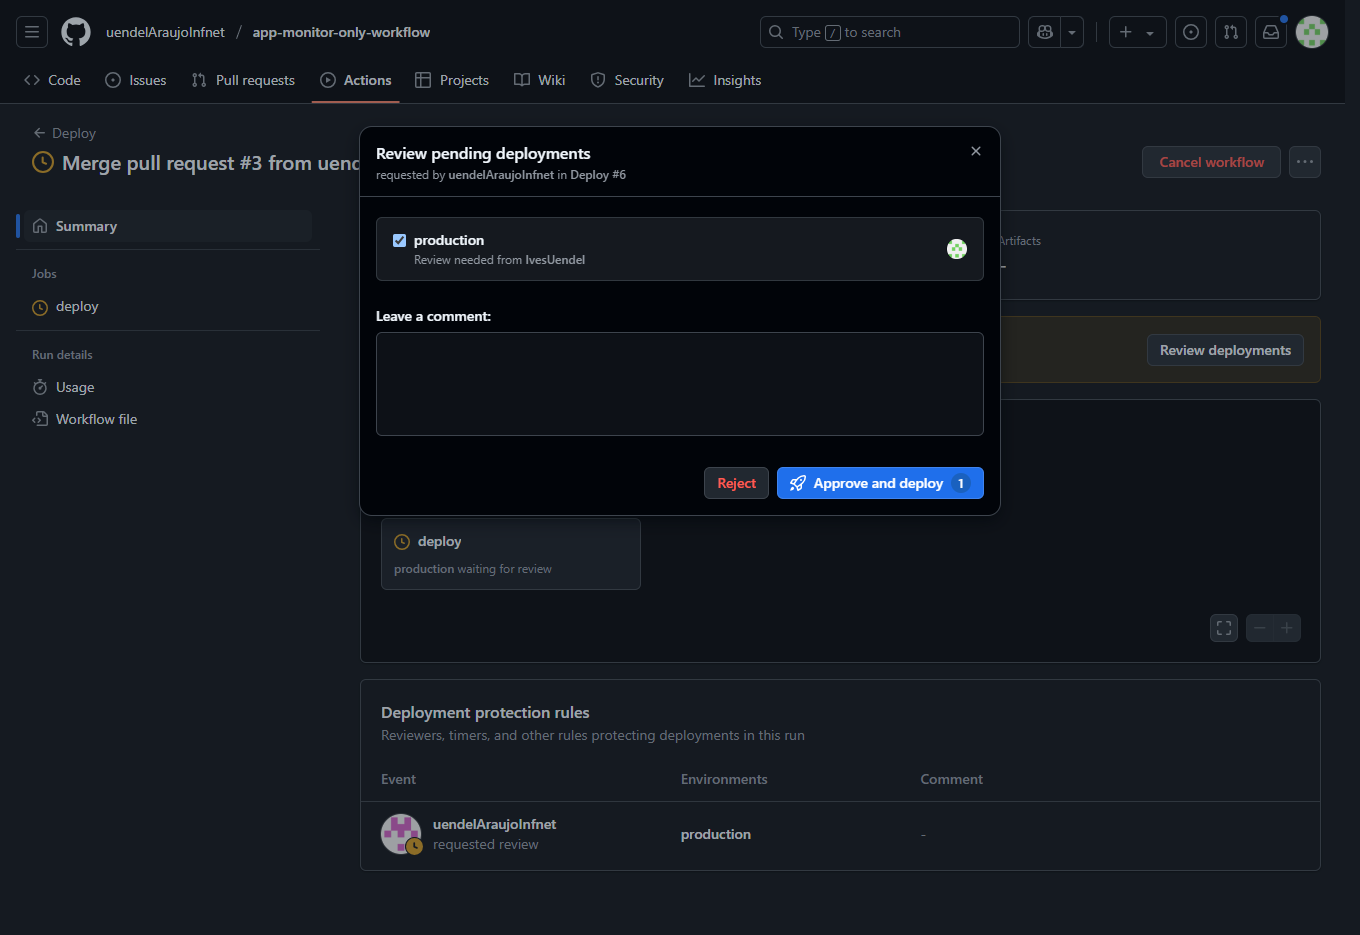 uendelAraujoInfnet / app-monitor-only-workflow
Type / to search
Code
Issues
Pull requests
Actions
Projects
Wiki
Security
Insights
Deploy
Merge pull request #3 from uend
Cancel workflow
Summary
Jobs
deploy
Run details
Usage
Workflow file
Review pending deployments
requested by uendelAraujoInfnet in Deploy #6
production
Review needed from IvesUendel
Leave a comment:
Reject
Approve and deploy 1
Artifacts
–
Review deployments
deploy
production waiting for review
Deployment protection rules
Reviewers, timers, and other rules protecting deployments in this run
Event
Environments
Comment
uendelAraujoInfnet
requested review
production
-